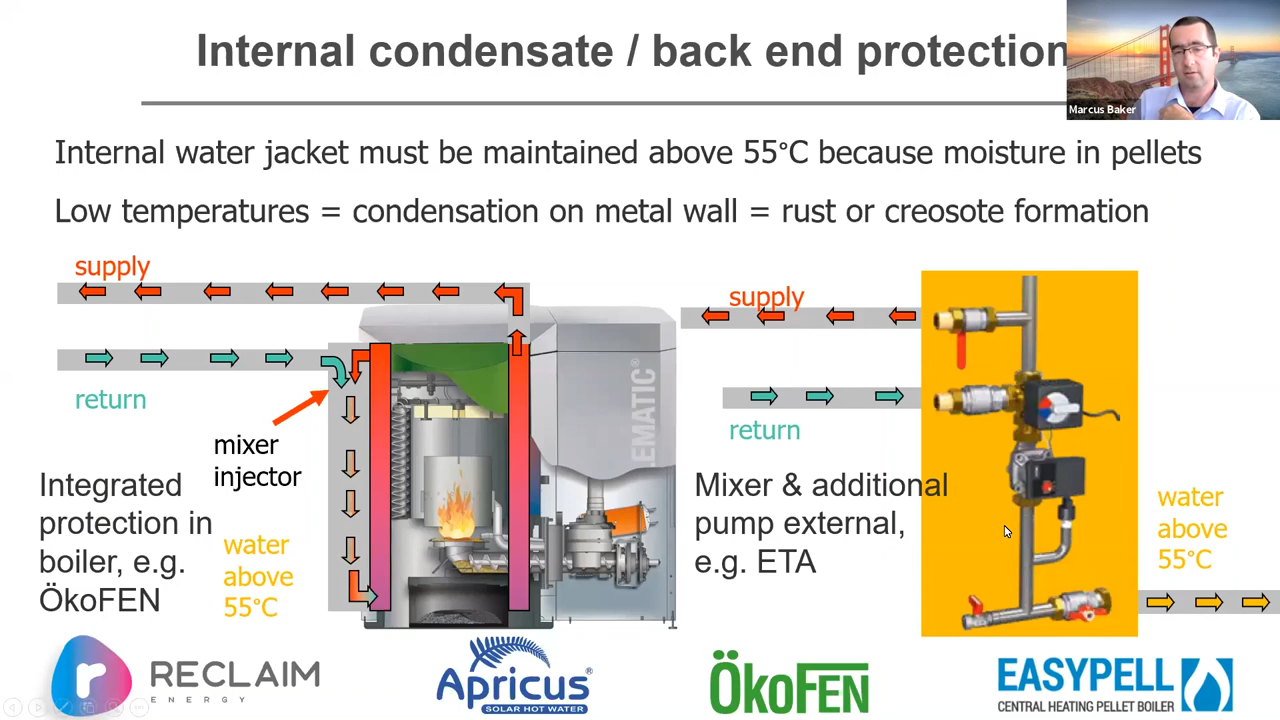 Internal condensate / back end protection
Marcus Baker
Internal water jacket must be maintained above 55°C because moisture in pellets
Low temperatures = condensation on metal wall = rust or creosote formation
supply
return
mixer
injector
Integrated
protection in
boiler, e.g.
ÖkoFEN
water
above
55°C
EMATIC
supply
return
Mixer & additional
pump external,
e.g. ETA
water
above
55°C
r RECLAIM
ENERGY
Apricus®
SOLAR HOT WATER
ÖkoFEN
EASYPELL
CENTRAL HEATING PELLET BOILER